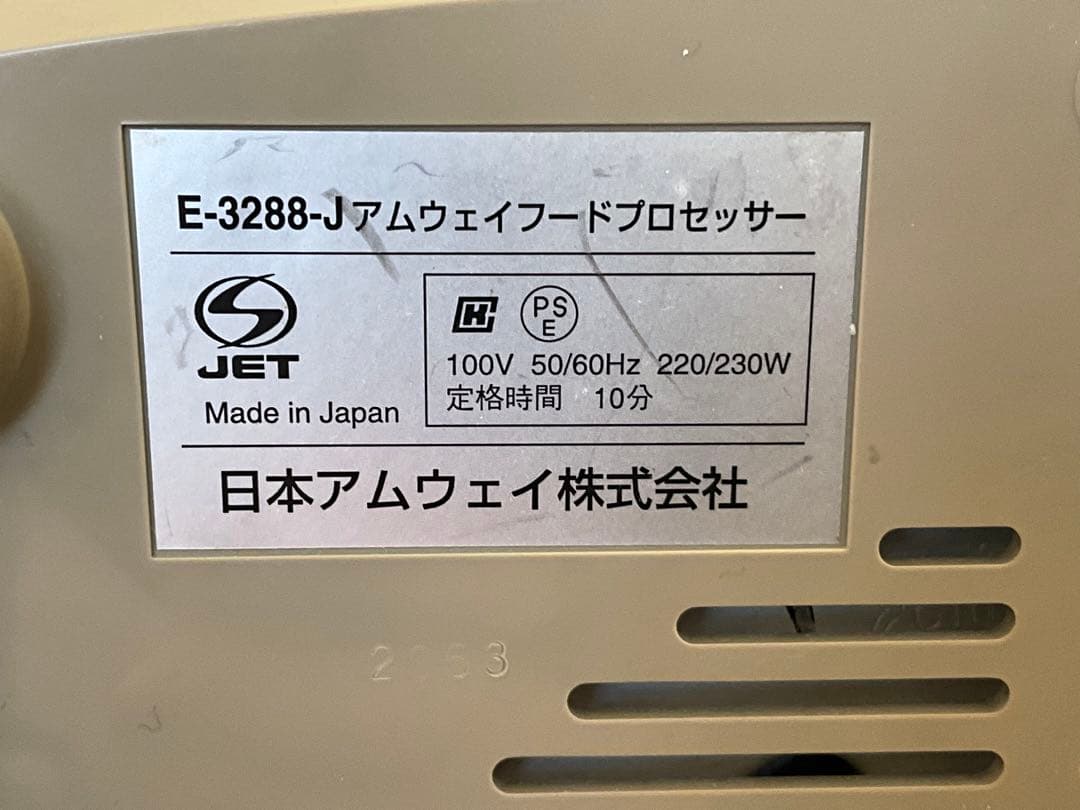 E-3288-Jアムウェイフードプロセッサー
JET
Made in Japan
PS
E
100V 50/60Hz 220/230W
定格時間 10分
日本アムウェイ株式会社